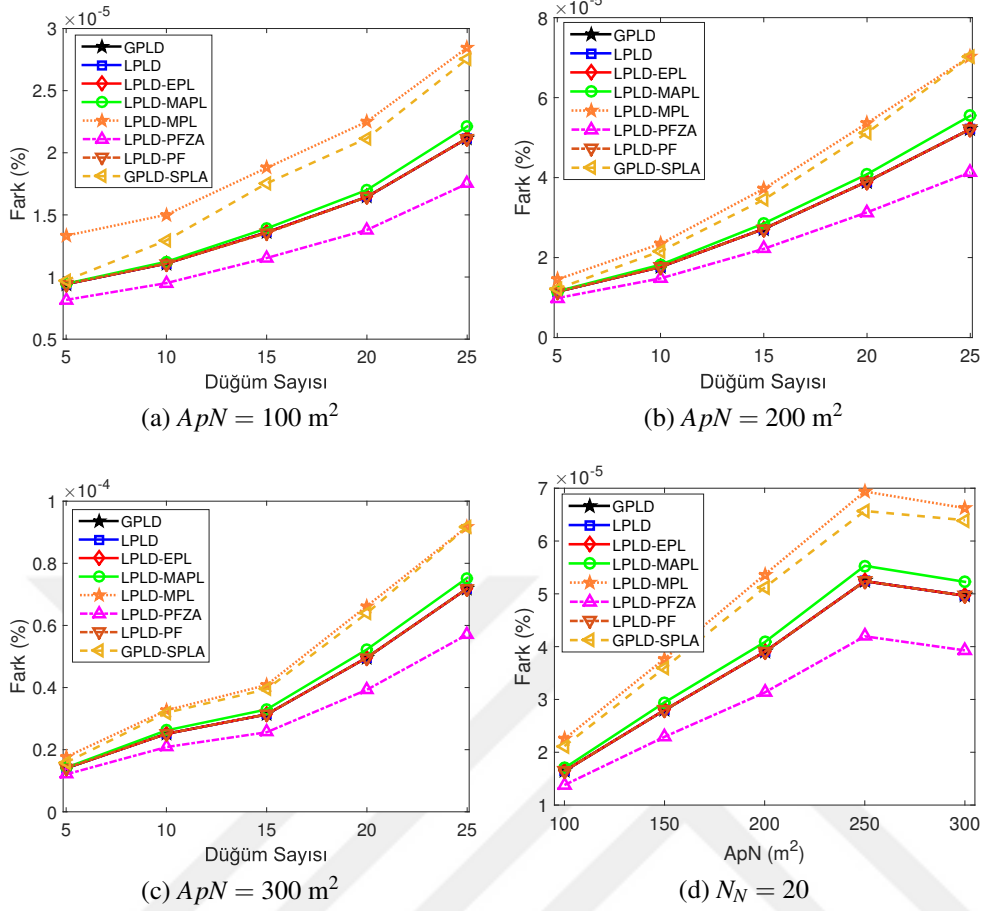 ×10⁻⁵
3
2.5
2
1.5
1
0.5
Fark (%)
GPLD
LPLD
LPLD-EPL
LPLD-MAPL
LPLD-MPL
LPLD-PFZA
LPLD-PF
GPLD-SPLA
5 10 15 20 25
Düğüm Sayısı
(a) ApN = 100 m²
×10⁻⁵
8
6
4
2
0
Fark (%)
GPLD
LPLD
LPLD-EPL
LPLD-MAPL
LPLD-MPL
LPLD-PFZA
LPLD-PF
GPLD-SPLA
5 10 15 20 25
Düğüm Sayısı
(b) ApN = 200 m²
×10⁻⁴
1
0.8
0.6
0.4
0.2
0
Fark (%)
GPLD
LPLD
LPLD-EPL
LPLD-MAPL
LPLD-MPL
LPLD-PFZA
LPLD-PF
GPLD-SPLA
5 10 15 20 25
Düğüm Sayısı
(c) ApN = 300 m²
×10⁻⁵
7
6
5
4
3
2
1
Fark (%)
GPLD
LPLD
LPLD-EPL
LPLD-MAPL
LPLD-MPL
LPLD-PFZA
LPLD-PF
GPLD-SPLA
100 150 200 250 300
ApN (m²)
(d) N_N = 20